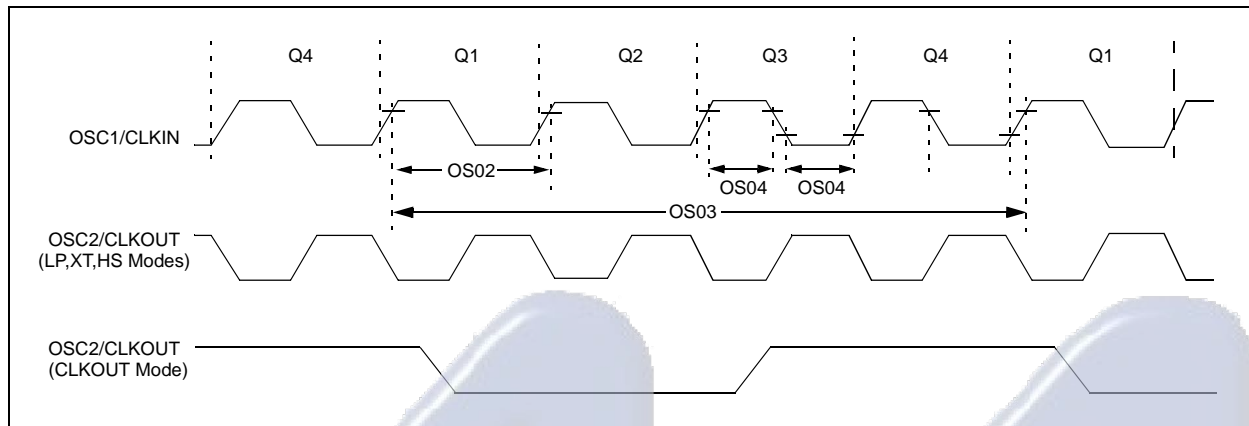 Q4 Q1 Q2 Q3 Q4 Q1
OSC1/CLKIN
OS02
OS04 OS04
OS03
OSC2/CLKOUT
(LP,XT,HS Modes)
OSC2/CLKOUT
(CLKOUT Mode)